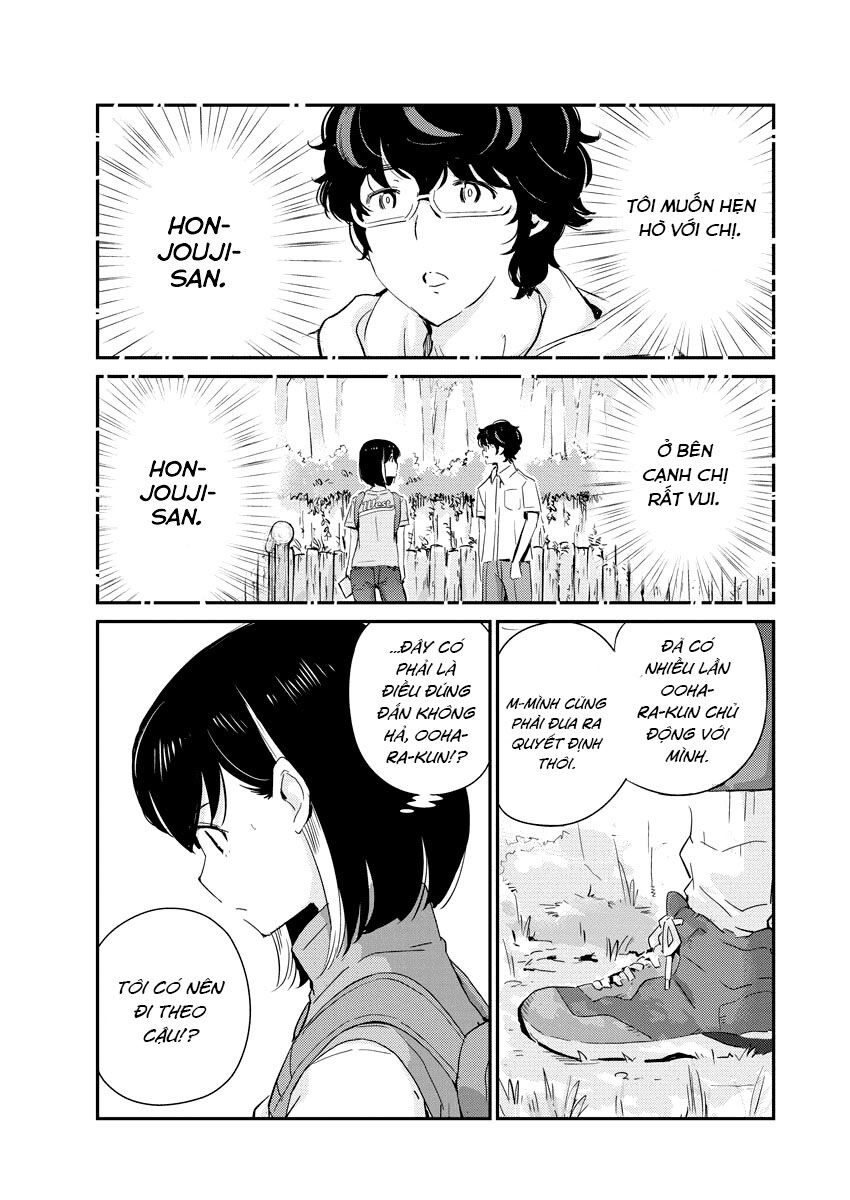 TÔI MUỐN HẸN
HÒ VỚI CHỊ.
HON-
JOUJI-
SAN.
Ở BÊN
CẠNH CHỊ
RẤT VUI.
West
HON-
JOUJI-
SAN.
ĐÃ CÓ
NHIỀU LẦN
OOHA-
RA-KUN CHỦ
ĐỘNG VỚI
MÌNH.
M-MÌNH CŨNG
PHẢI ĐƯA RA
QUYẾT ĐỊNH
THÔI.
...ĐÂY CÓ
PHẢI LÀ
ĐIỀU ĐÚNG
ĐẮN KHÔNG
HẢ, OOHA-
RA-KUN!?
TÔI CÓ NÊN
ĐI THEO
CẬU!?